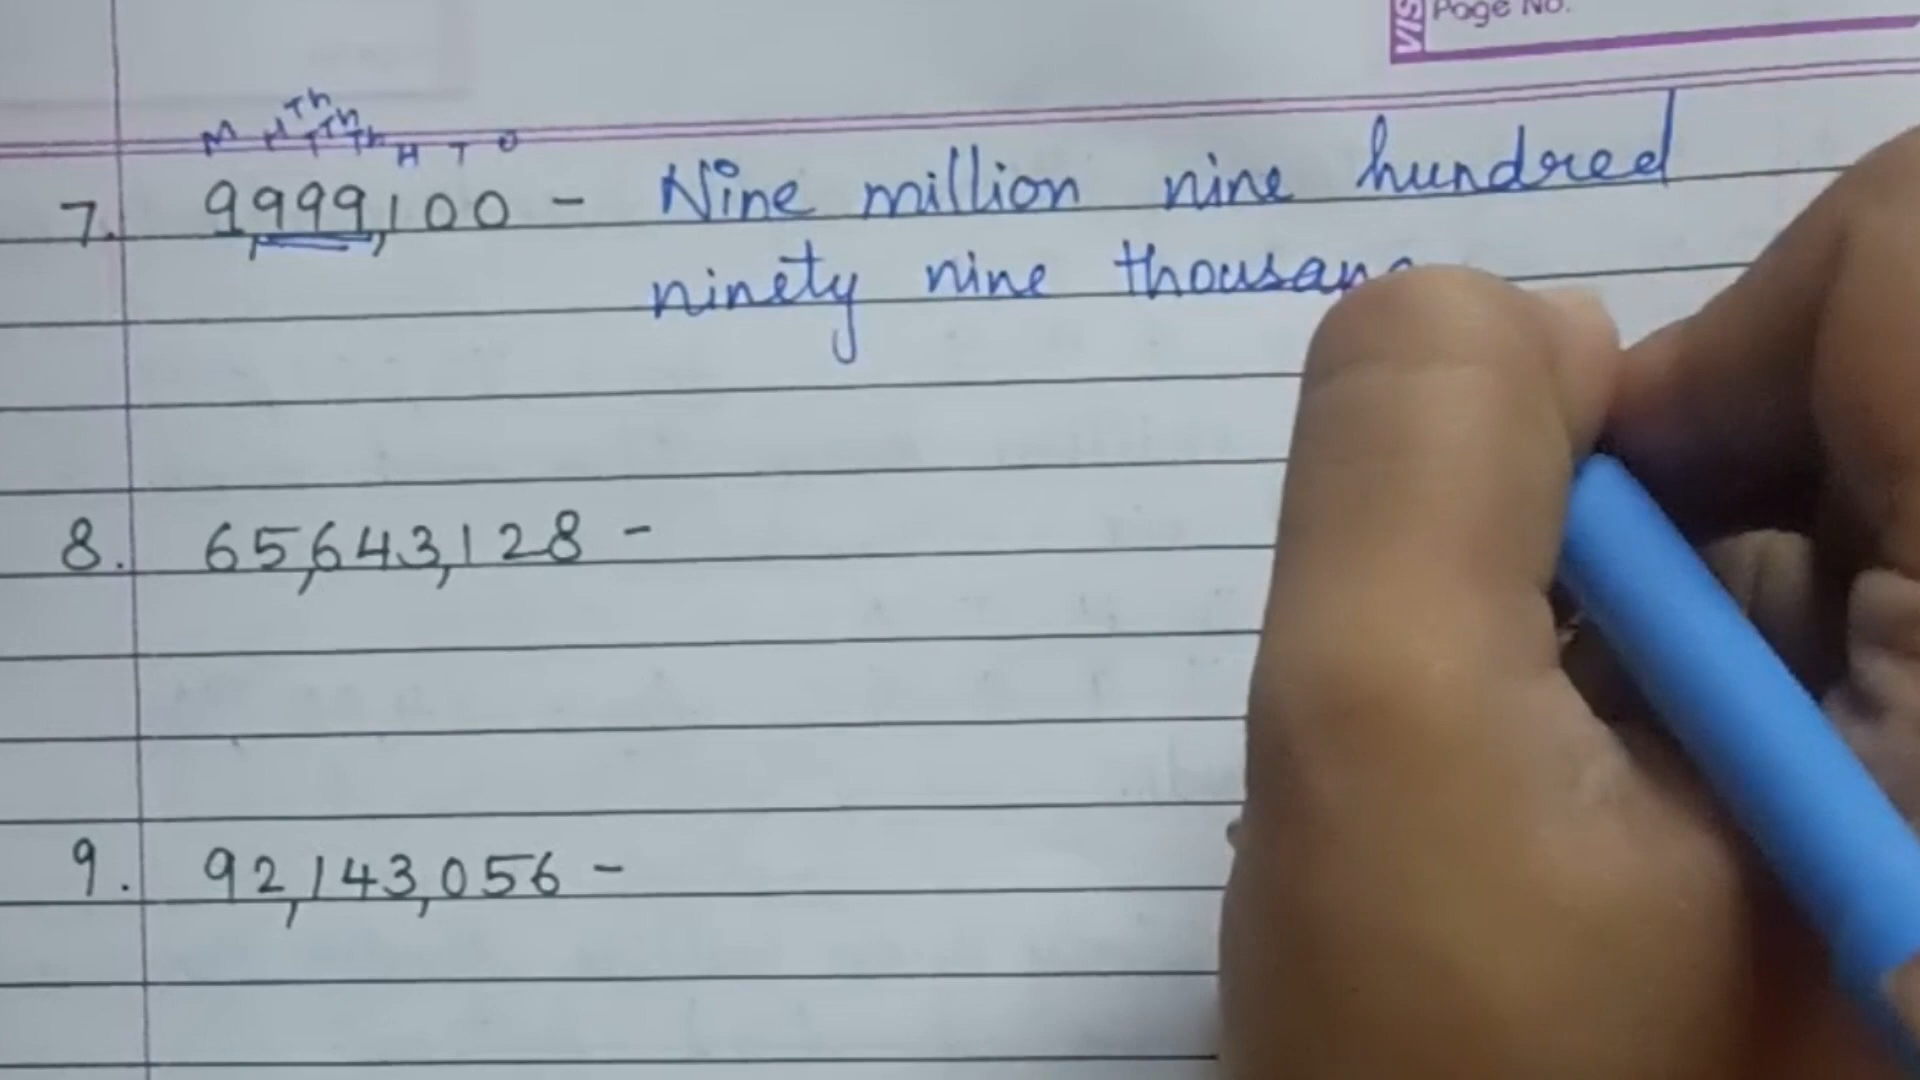 VIS
Page No.
M H Th T Th Th H T O
7. 9,999,100 - Nine million nine hundred
ninety nine thousan
8. 65,643,128 -
9. 92,143,056 -